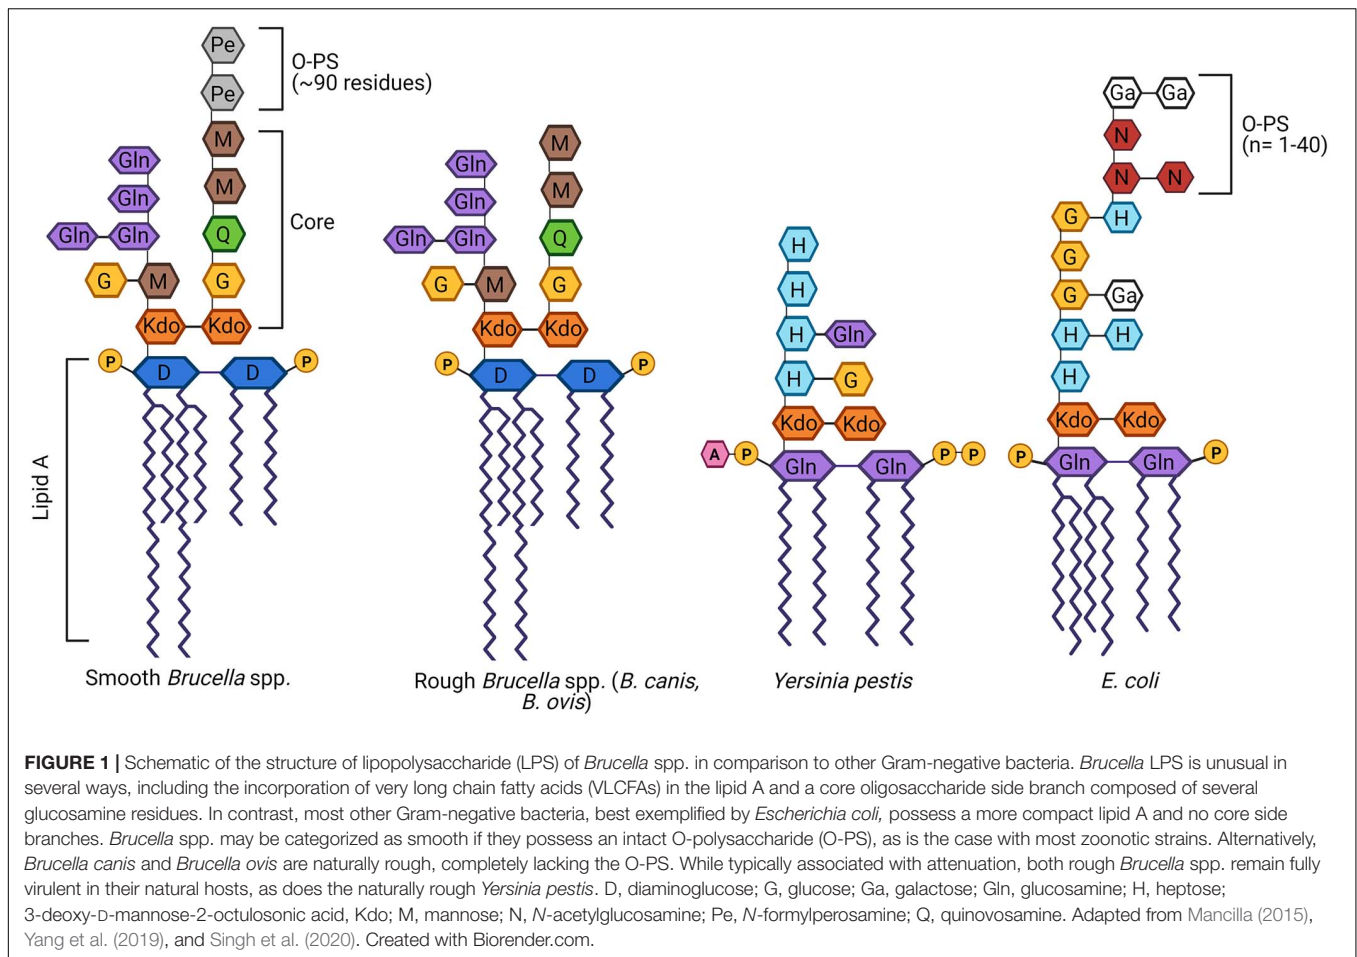 Pe
Pe
O-PS
(~90 residues)
M
M
Q
G
Core
Gln
Gln
Gln Gln
G M
Kdo Kdo
P D D P
Lipid A
Smooth Brucella spp.
M
M
Q
G
Gln
Gln
Gln Gln
G M
Kdo Kdo
P D D P
Rough Brucella spp. (B. canis,
B. ovis)
H
H
H Gln
H G
Kdo Kdo
A P Gln Gln P P
Yersinia pestis
Ga Ga
N
N N
O-PS
(n= 1-40)
G H
G
G Ga
H H
H
Kdo Kdo
P Gln Gln P
E. coli
FIGURE 1 | Schematic of the structure of lipopolysaccharide (LPS) of Brucella spp. in comparison to other Gram-negative bacteria. Brucella LPS is unusual in
several ways, including the incorporation of very long chain fatty acids (VLCFAs) in the lipid A and a core oligosaccharide side branch composed of several
glucosamine residues. In contrast, most other Gram-negative bacteria, best exemplified by Escherichia coli, possess a more compact lipid A and no core side
branches. Brucella spp. may be categorized as smooth if they possess an intact O-polysaccharide (O-PS), as is the case with most zoonotic strains. Alternatively,
Brucella canis and Brucella ovis are naturally rough, completely lacking the O-PS. While typically associated with attenuation, both rough Brucella spp. remain fully
virulent in their natural hosts, as does the naturally rough Yersinia pestis. D, diaminoglucose; G, glucose; Ga, galactose; Gln, glucosamine; H, heptose;
3-deoxy-D-mannose-2-octulosonic acid, Kdo; M, mannose; N, N-acetylglucosamine; Pe, N-formylperosamine; Q, quinovosamine. Adapted from Mancilla (2015),
Yang et al. (2019), and Singh et al. (2020). Created with Biorender.com.